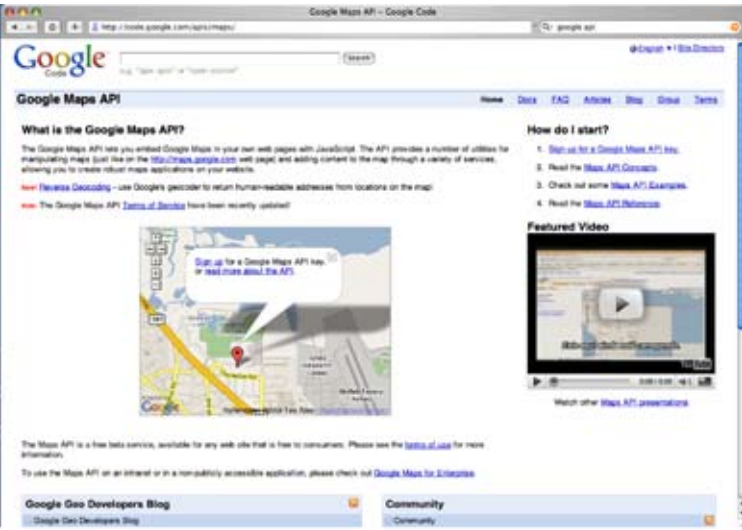 Google Maps API – Google Code
http://code.google.com/apis/maps/
google api
Google
Code
Search
e.g. "ajax apis" or "open source"
English | Site Directory
Google Maps API
Home Docs FAQ Articles Blog Group Terms
What is the Google Maps API?
The Google Maps API lets you embed Google Maps in your own web pages with JavaScript. The API provides a number of utilities for
manipulating maps (just like on the http://maps.google.com web page) and adding content to the map through a variety of services,
allowing you to create robust maps applications on your website.
New! Reverse Geocoding - use Google's geocoder to return human-readable addresses from locations on the map!
The Google Maps API Terms of Service have been recently updated!
Sign up for a Google Maps API key.
or read more about the API.
Google
The Maps API is a free beta service, available for any web site that is free to consumers. Please see the terms of use for more
information.
To use the Maps API on an intranet or in a non-publicly accessible application, please check out Google Maps for Enterprise.
How do I start?
1. Sign up for a Google Maps API key.
2. Read the Maps API Concepts.
3. Check out some Maps API Examples.
4. Read the Maps API Reference.
Featured Video
0:00 / 0:00
Watch other Maps API presentations.
Google Geo Developers Blog
Google Geo Developers Blog
Community
Community